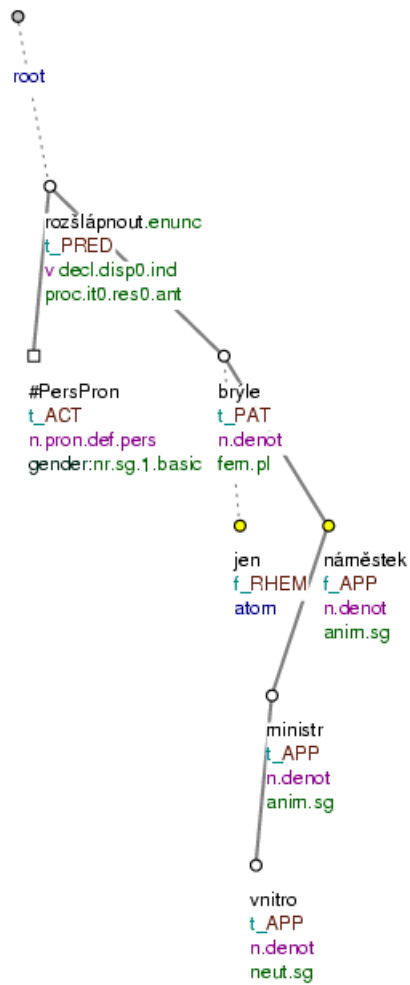 root
rozšlápnout.enunc
t_PRED
v decl.disp0.ind
proc.it0.res0.ant
#PersPron
t_ACT
n.pron.def.pers
gender:nr.sg.1.basic
brýle
t_PAT
n.denot
fem.pl
jen
f_RHEM
atom
náměstek
f_APP
n.denot
anim.sg
ministr
t_APP
n.denot
anim.sg
vnitro
t_APP
n.denot
neut.sg